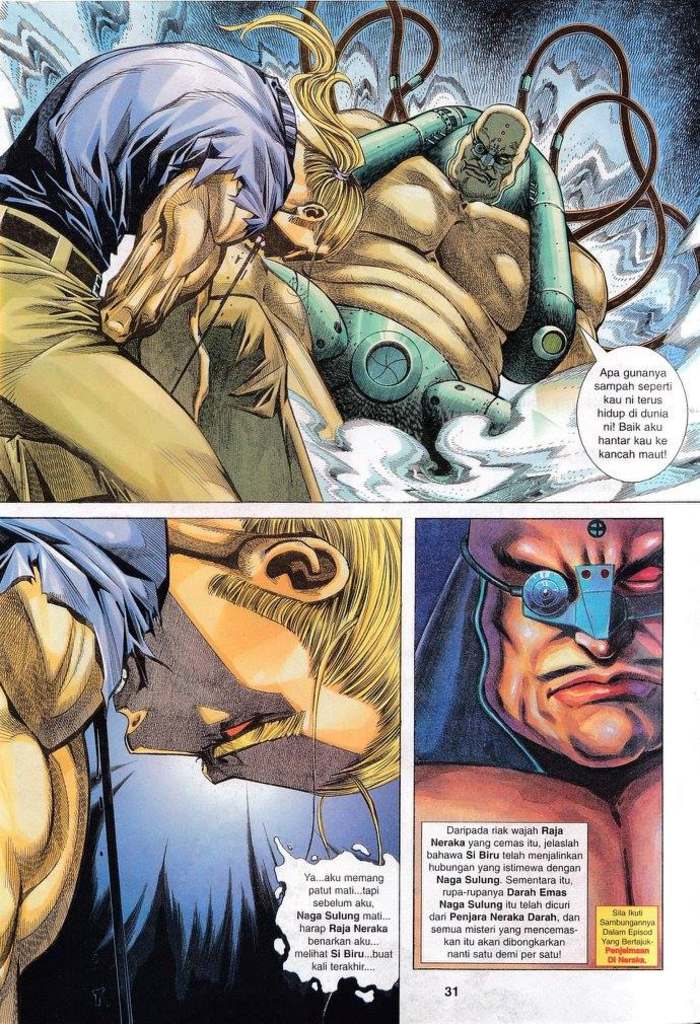 Apa gunanya
sampah seperti
kau ni terus
hidup di dunia
ni! Baik aku
hantar kau ke
kancah maut!
Ya...aku memang
patut mati...tapi
sebelum aku,
Naga Sulung mati...
harap Raja Neraka
benarkan aku...
melihat Si Biru...buat
kali terakhir....
Daripada riak wajah Raja
Neraka yang cemas itu, jelaslah
bahawa Si Biru telah menjalinkan
hubungan yang istimewa dengan
Naga Sulung. Sementara itu,
rupa-rupanya Darah Emas
Naga Sulung itu telah dicuri
dari Penjara Neraka Darah, dan
semua misteri yang mencemas-
kan itu akan dibongkarkan
nanti satu demi per satu!
Sila Ikuti
Sambungannya
Dalam Episod
Yang Bertajuk-
Penjelmaan
Di Neraka.
31